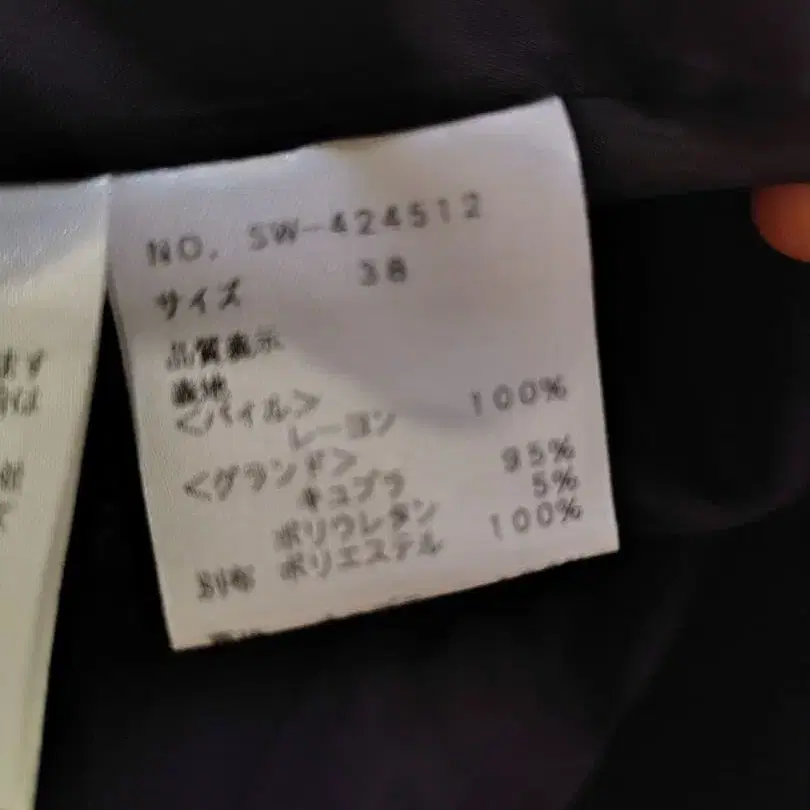 NO. SW-424512
サイズ 38
品質表示
表地
<パイル>
レーヨン 100%
<グランド>
キュプラ 95%
ポリウレタン 5%
別布 ポリエステル 100%